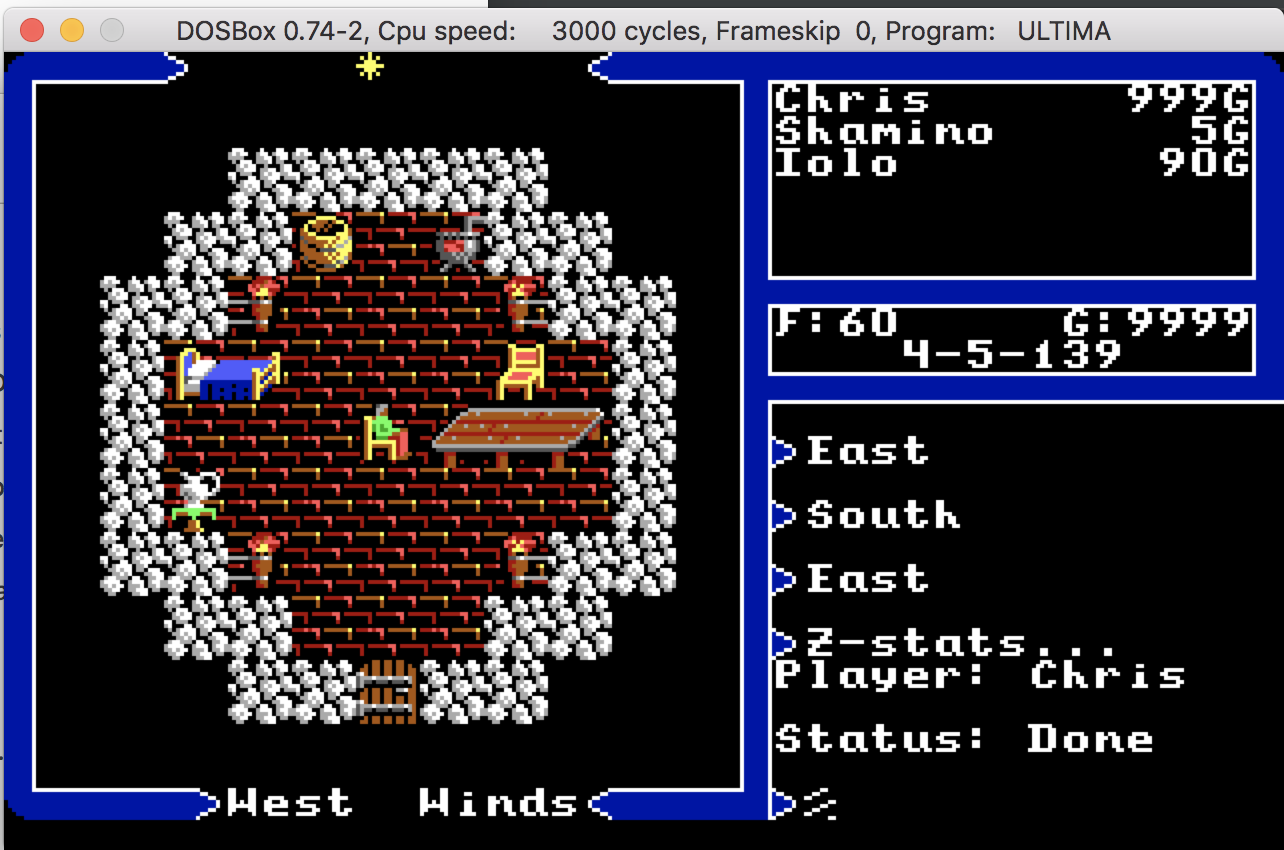 DOSBox 0.74-2, Cpu speed: 3000 cycles, Frameskip 0, Program: ULTIMA
Chris 999G
Shamino 5G
Iolo 90G
F:60 G:9999
4-5-139
East
South
East
Z-stats...
Player: Chris
Status: Done
West Winds